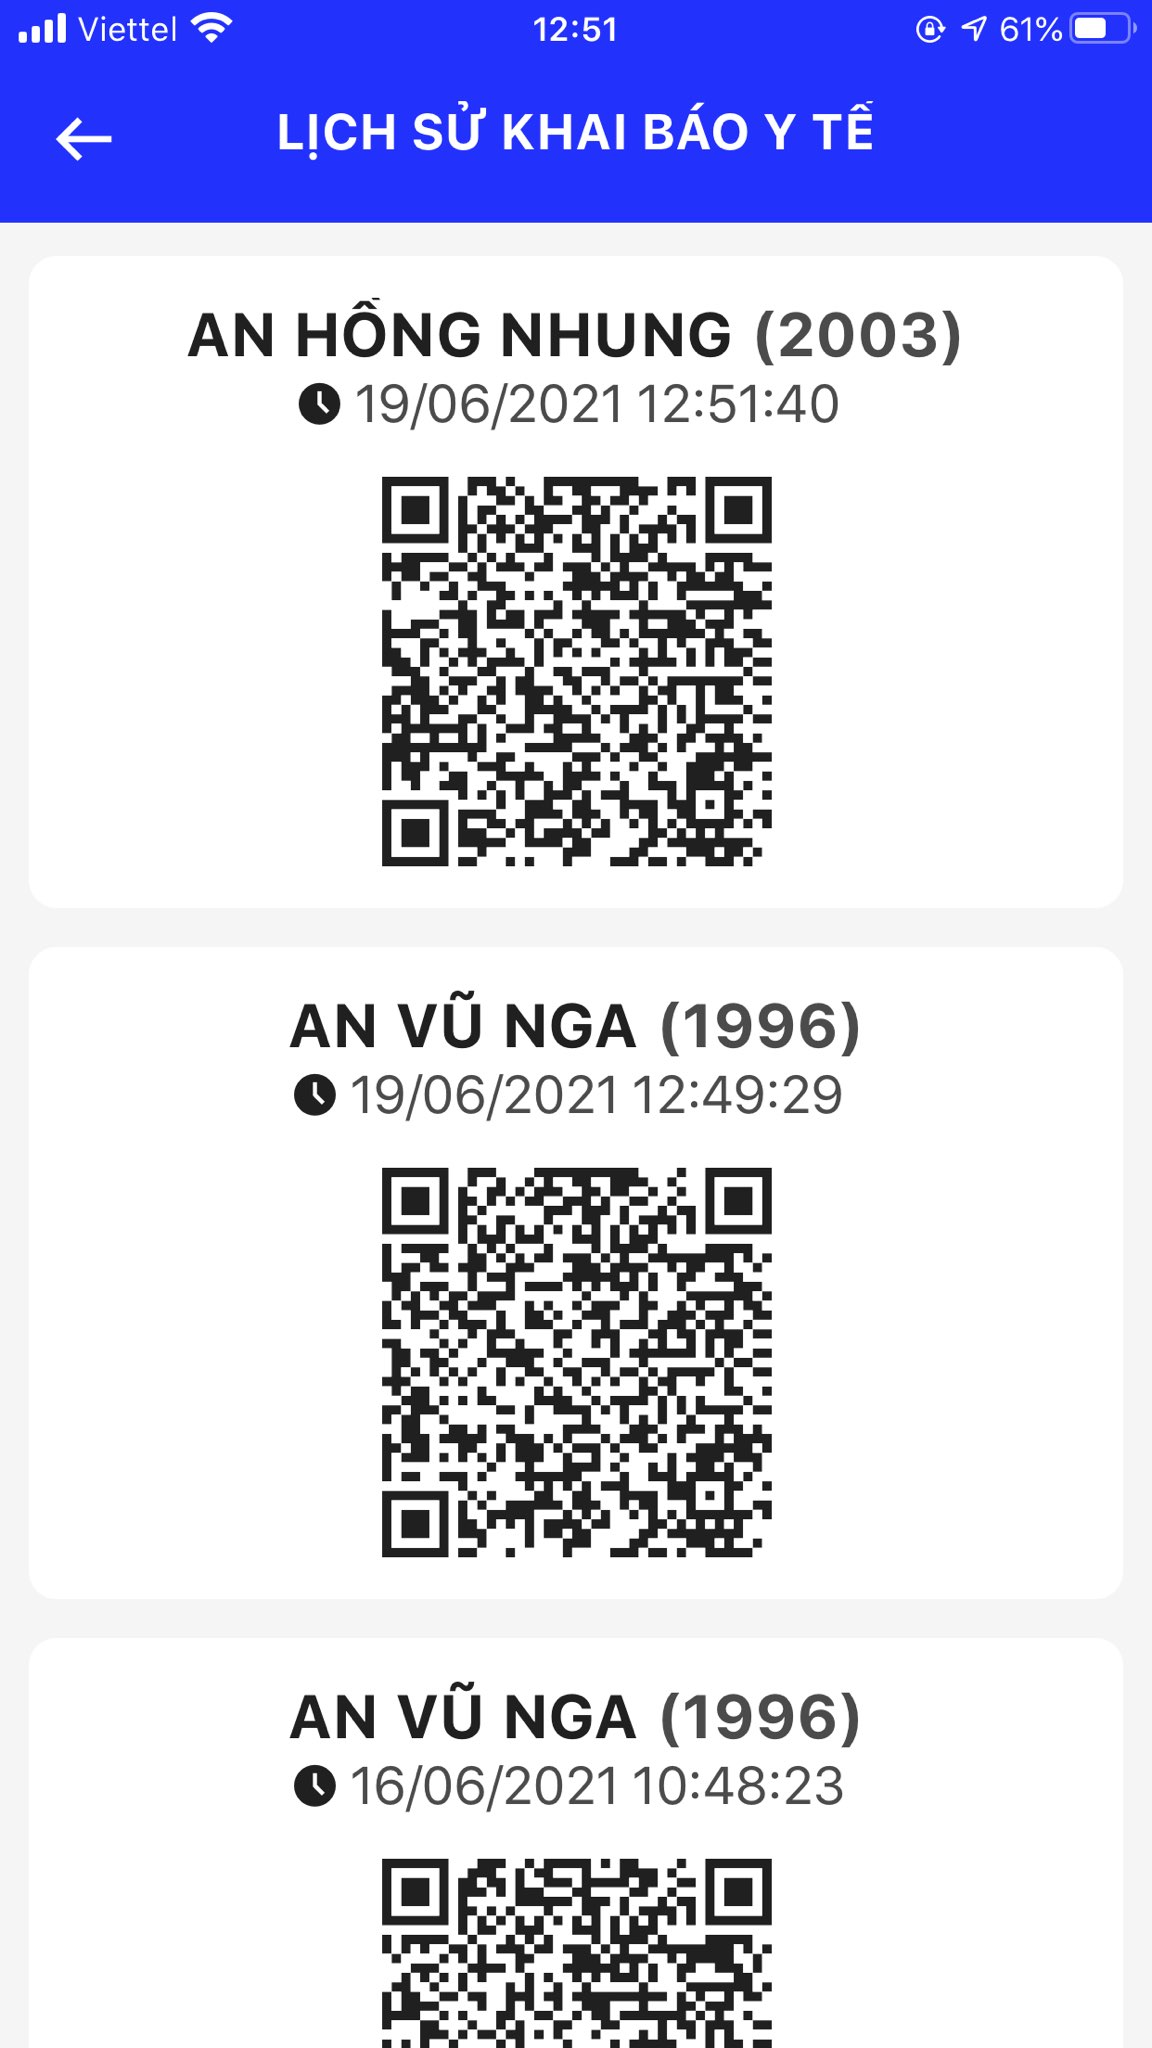 Viettel 12:51 61%
LỊCH SỬ KHAI BÁO Y TẾ
AN HỒNG NHUNG (2003)
19/06/2021 12:51:40
AN VŨ NGA (1996)
19/06/2021 12:49:29
AN VŨ NGA (1996)
16/06/2021 10:48:23